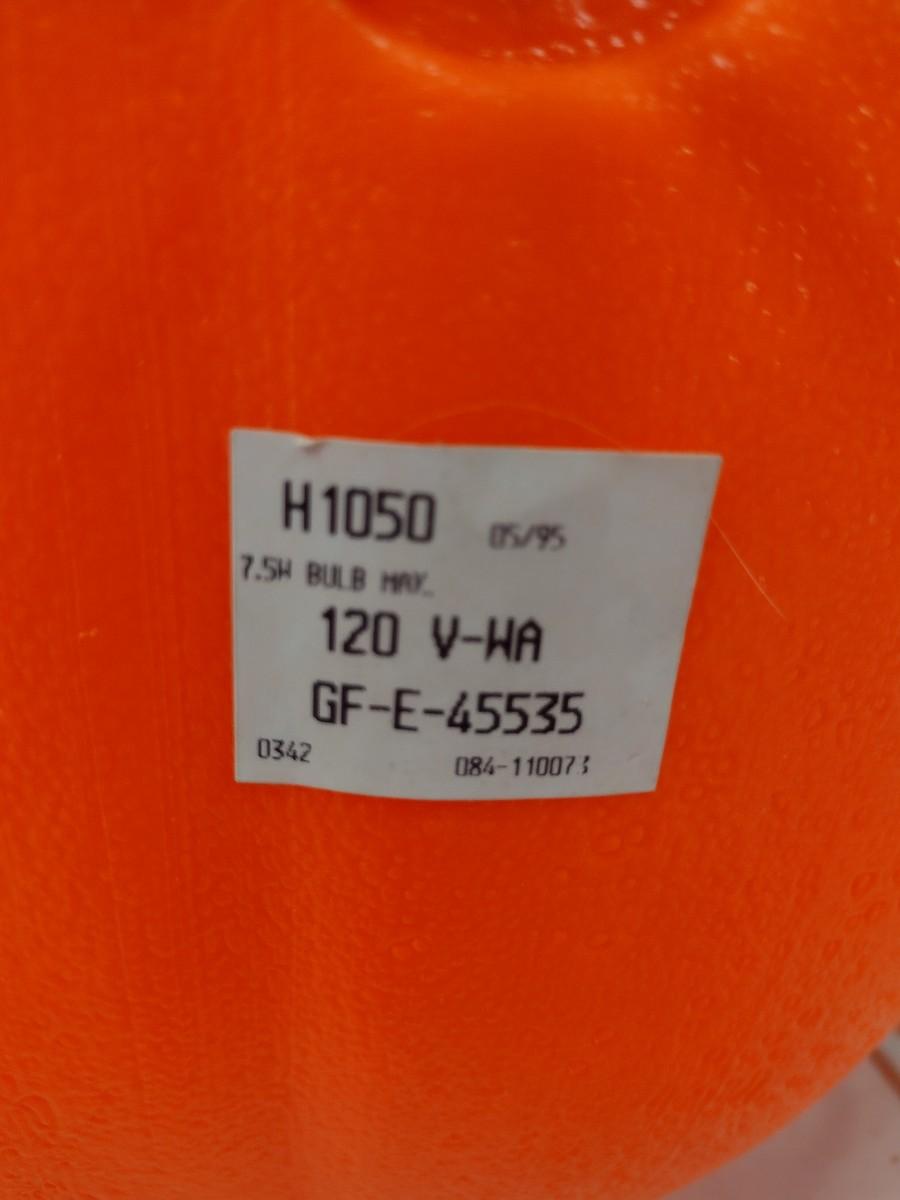 H1050 05/95
7.5W BULB MAX.
120 V-WA
GF-E-45535
0342 084-110073